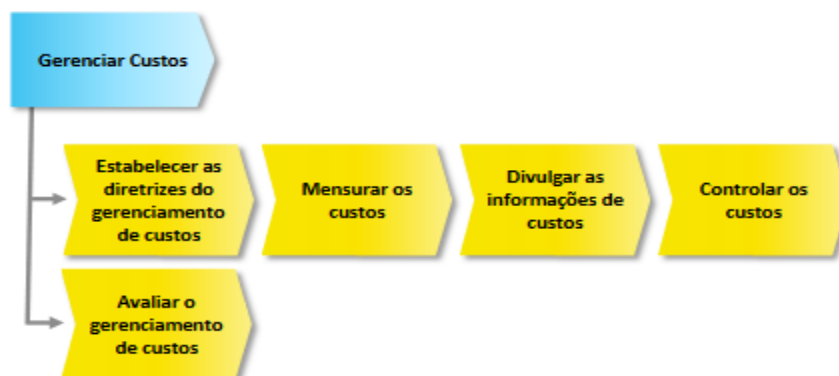 Gerenciar Custos
Estabelecer as
diretrizes do
gerenciamento
de custos
Mensurar os
custos
Divulgar as
informações de
custos
Controlar os
custos
Avaliar o
gerenciamento
de custos